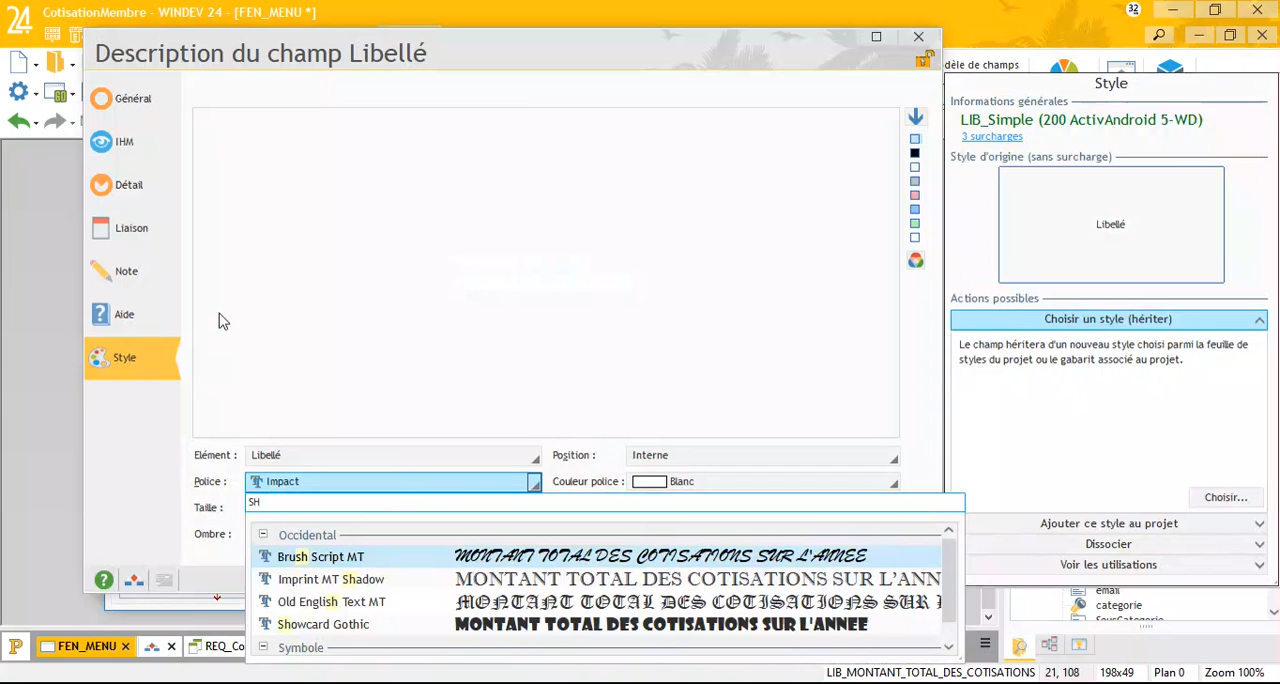 24 CotisationMembre - WINDEV 24 - [FEN_MENU *]
32
Description du champ Libellé
dèle de champs
GO
Général
IHM
Détail
Liaison
Note
Aide
Style
Style
Informations générales
LIB_Simple (200 ActivAndroid 5-WD)
3 surcharges
Style d'origine (sans surcharge)
Libellé
Actions possibles
Choisir un style (hériter)
Le champ héritera d'un nouveau style choisi parmi la feuille de
styles du projet ou le gabarit associé au projet.
Choisir...
Ajouter ce style au projet
Dissocier
Voir les utilisations
Elément : Libellé
Position : Interne
Police : Impact
Couleur police : Blanc
Taille :
Ombre :
SH
Occidental
Brush Script MT MONTANT TOTAL DES COTISATIONS SUR L'ANNEE
Imprint MT Shadow MONTANT TOTAL DES COTISATIONS SUR L'ANN
Old English Text MT MONTANT TOTAL DES COTISATIONS SUR
Showcard Gothic MONTANT TOTAL DES COTISATIONS SUR L'ANNEE
Symbole
email
categorie
SousCategorie
FEN_MENU
REQ_Co
LIB_MONTANT_TOTAL_DES_COTISATIONS 21, 108 198x49 Plan 0 Zoom 100%